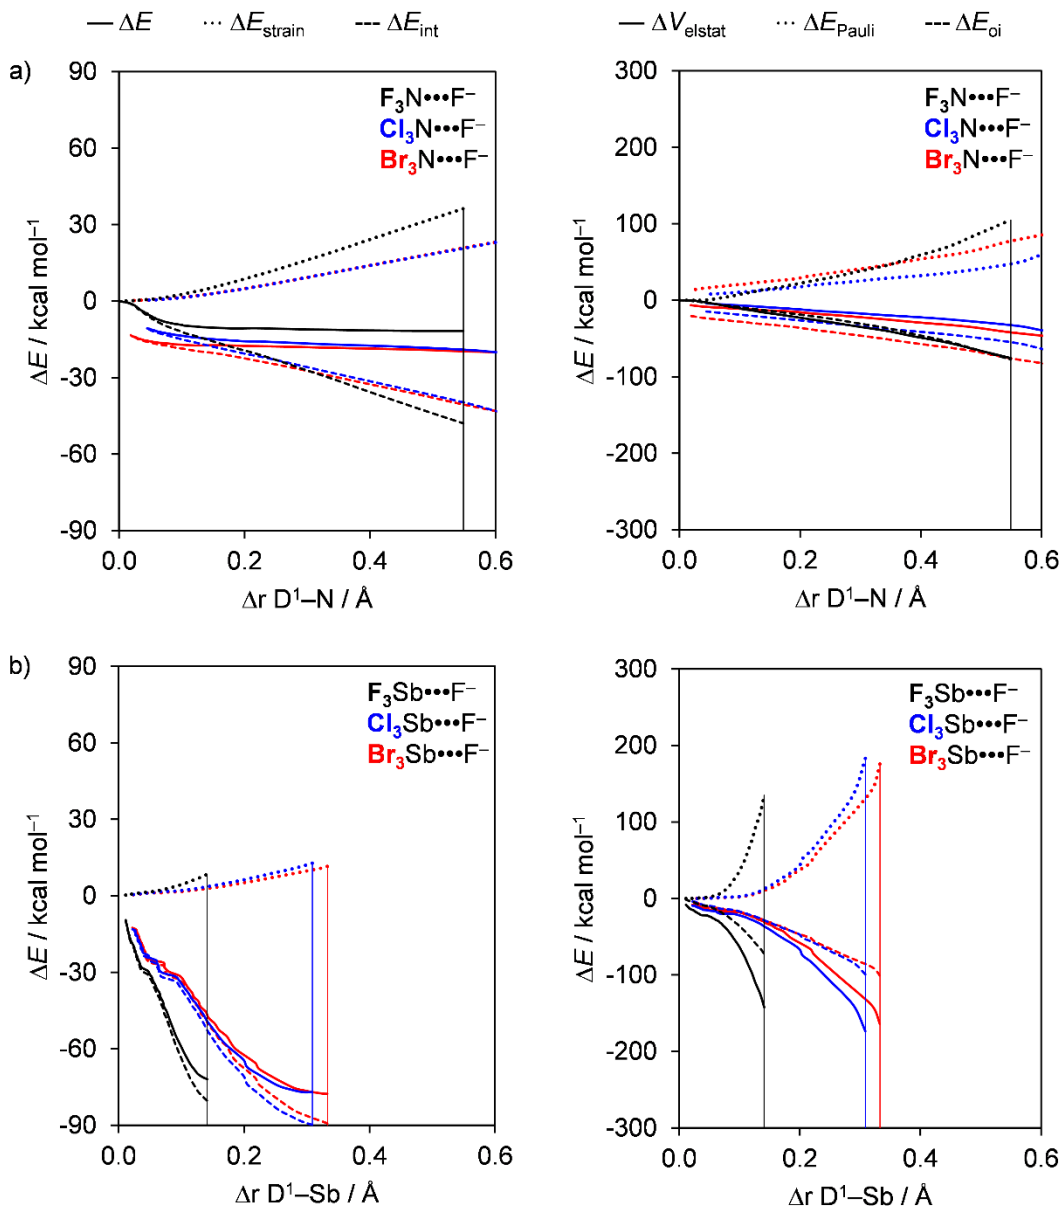 ΔE ΔE_strain ΔE_int
ΔV_elstat ΔE_Pauli ΔE_oi
a)
90
60
30
0
-30
-60
-90
ΔE / kcal mol⁻¹
F₃N•••F⁻
Cl₃N•••F⁻
Br₃N•••F⁻
0.0 0.2 0.4 0.6
Δr D¹–N / Å
300
200
100
0
-100
-200
-300
ΔE / kcal mol⁻¹
F₃N•••F⁻
Cl₃N•••F⁻
Br₃N•••F⁻
0.0 0.2 0.4 0.6
Δr D¹–N / Å
b)
90
60
30
0
-30
-60
-90
ΔE / kcal mol⁻¹
F₃Sb•••F⁻
Cl₃Sb•••F⁻
Br₃Sb•••F⁻
0.0 0.2 0.4 0.6
Δr D¹–Sb / Å
300
200
100
0
-100
-200
-300
ΔE / kcal mol⁻¹
F₃Sb•••F⁻
Cl₃Sb•••F⁻
Br₃Sb•••F⁻
0.0 0.2 0.4 0.6
Δr D¹–Sb / Å